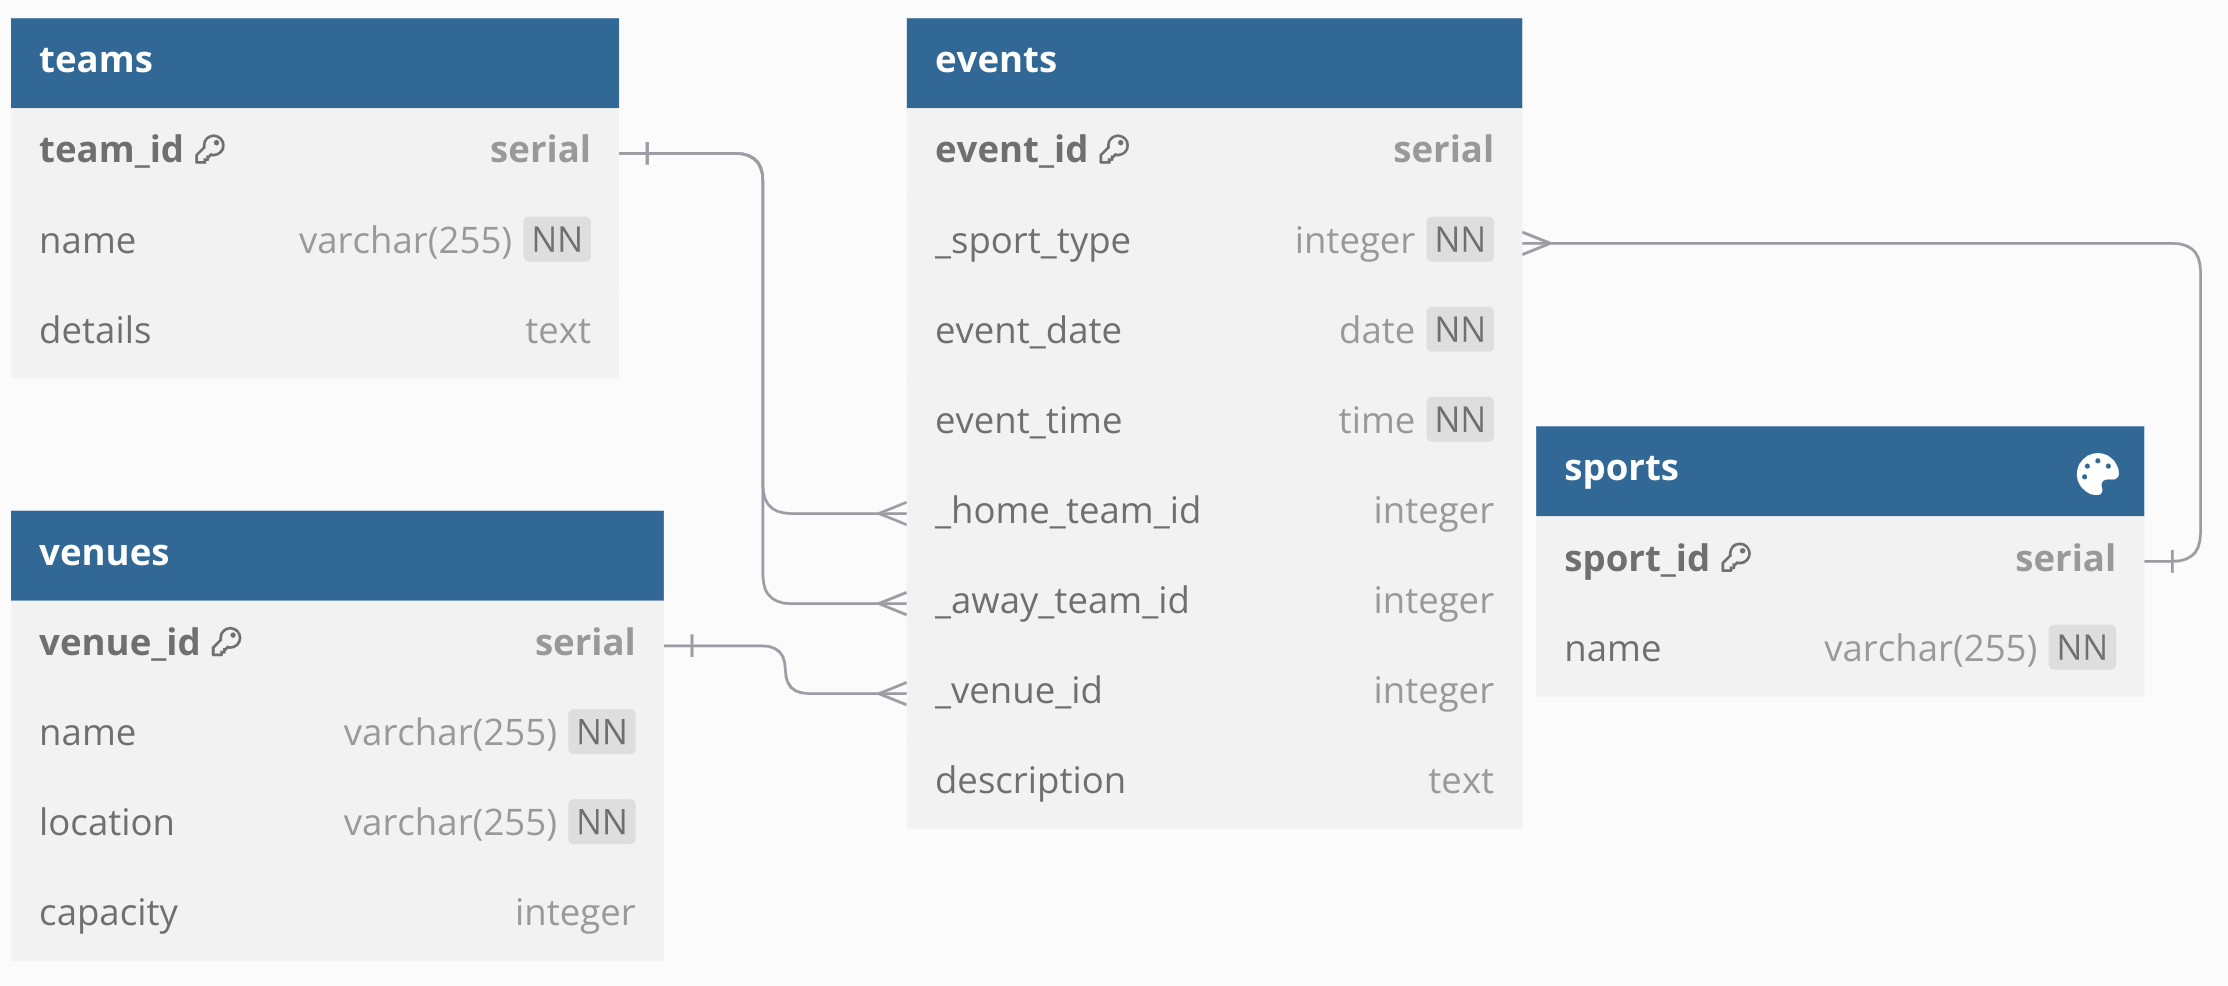 teams
team_id serial
name varchar(255) NN
details text
venues
venue_id serial
name varchar(255) NN
location varchar(255) NN
capacity integer
events
event_id serial
_sport_type integer NN
event_date date NN
event_time time NN
_home_team_id integer
_away_team_id integer
_venue_id integer
description text
sports
sport_id serial
name varchar(255) NN